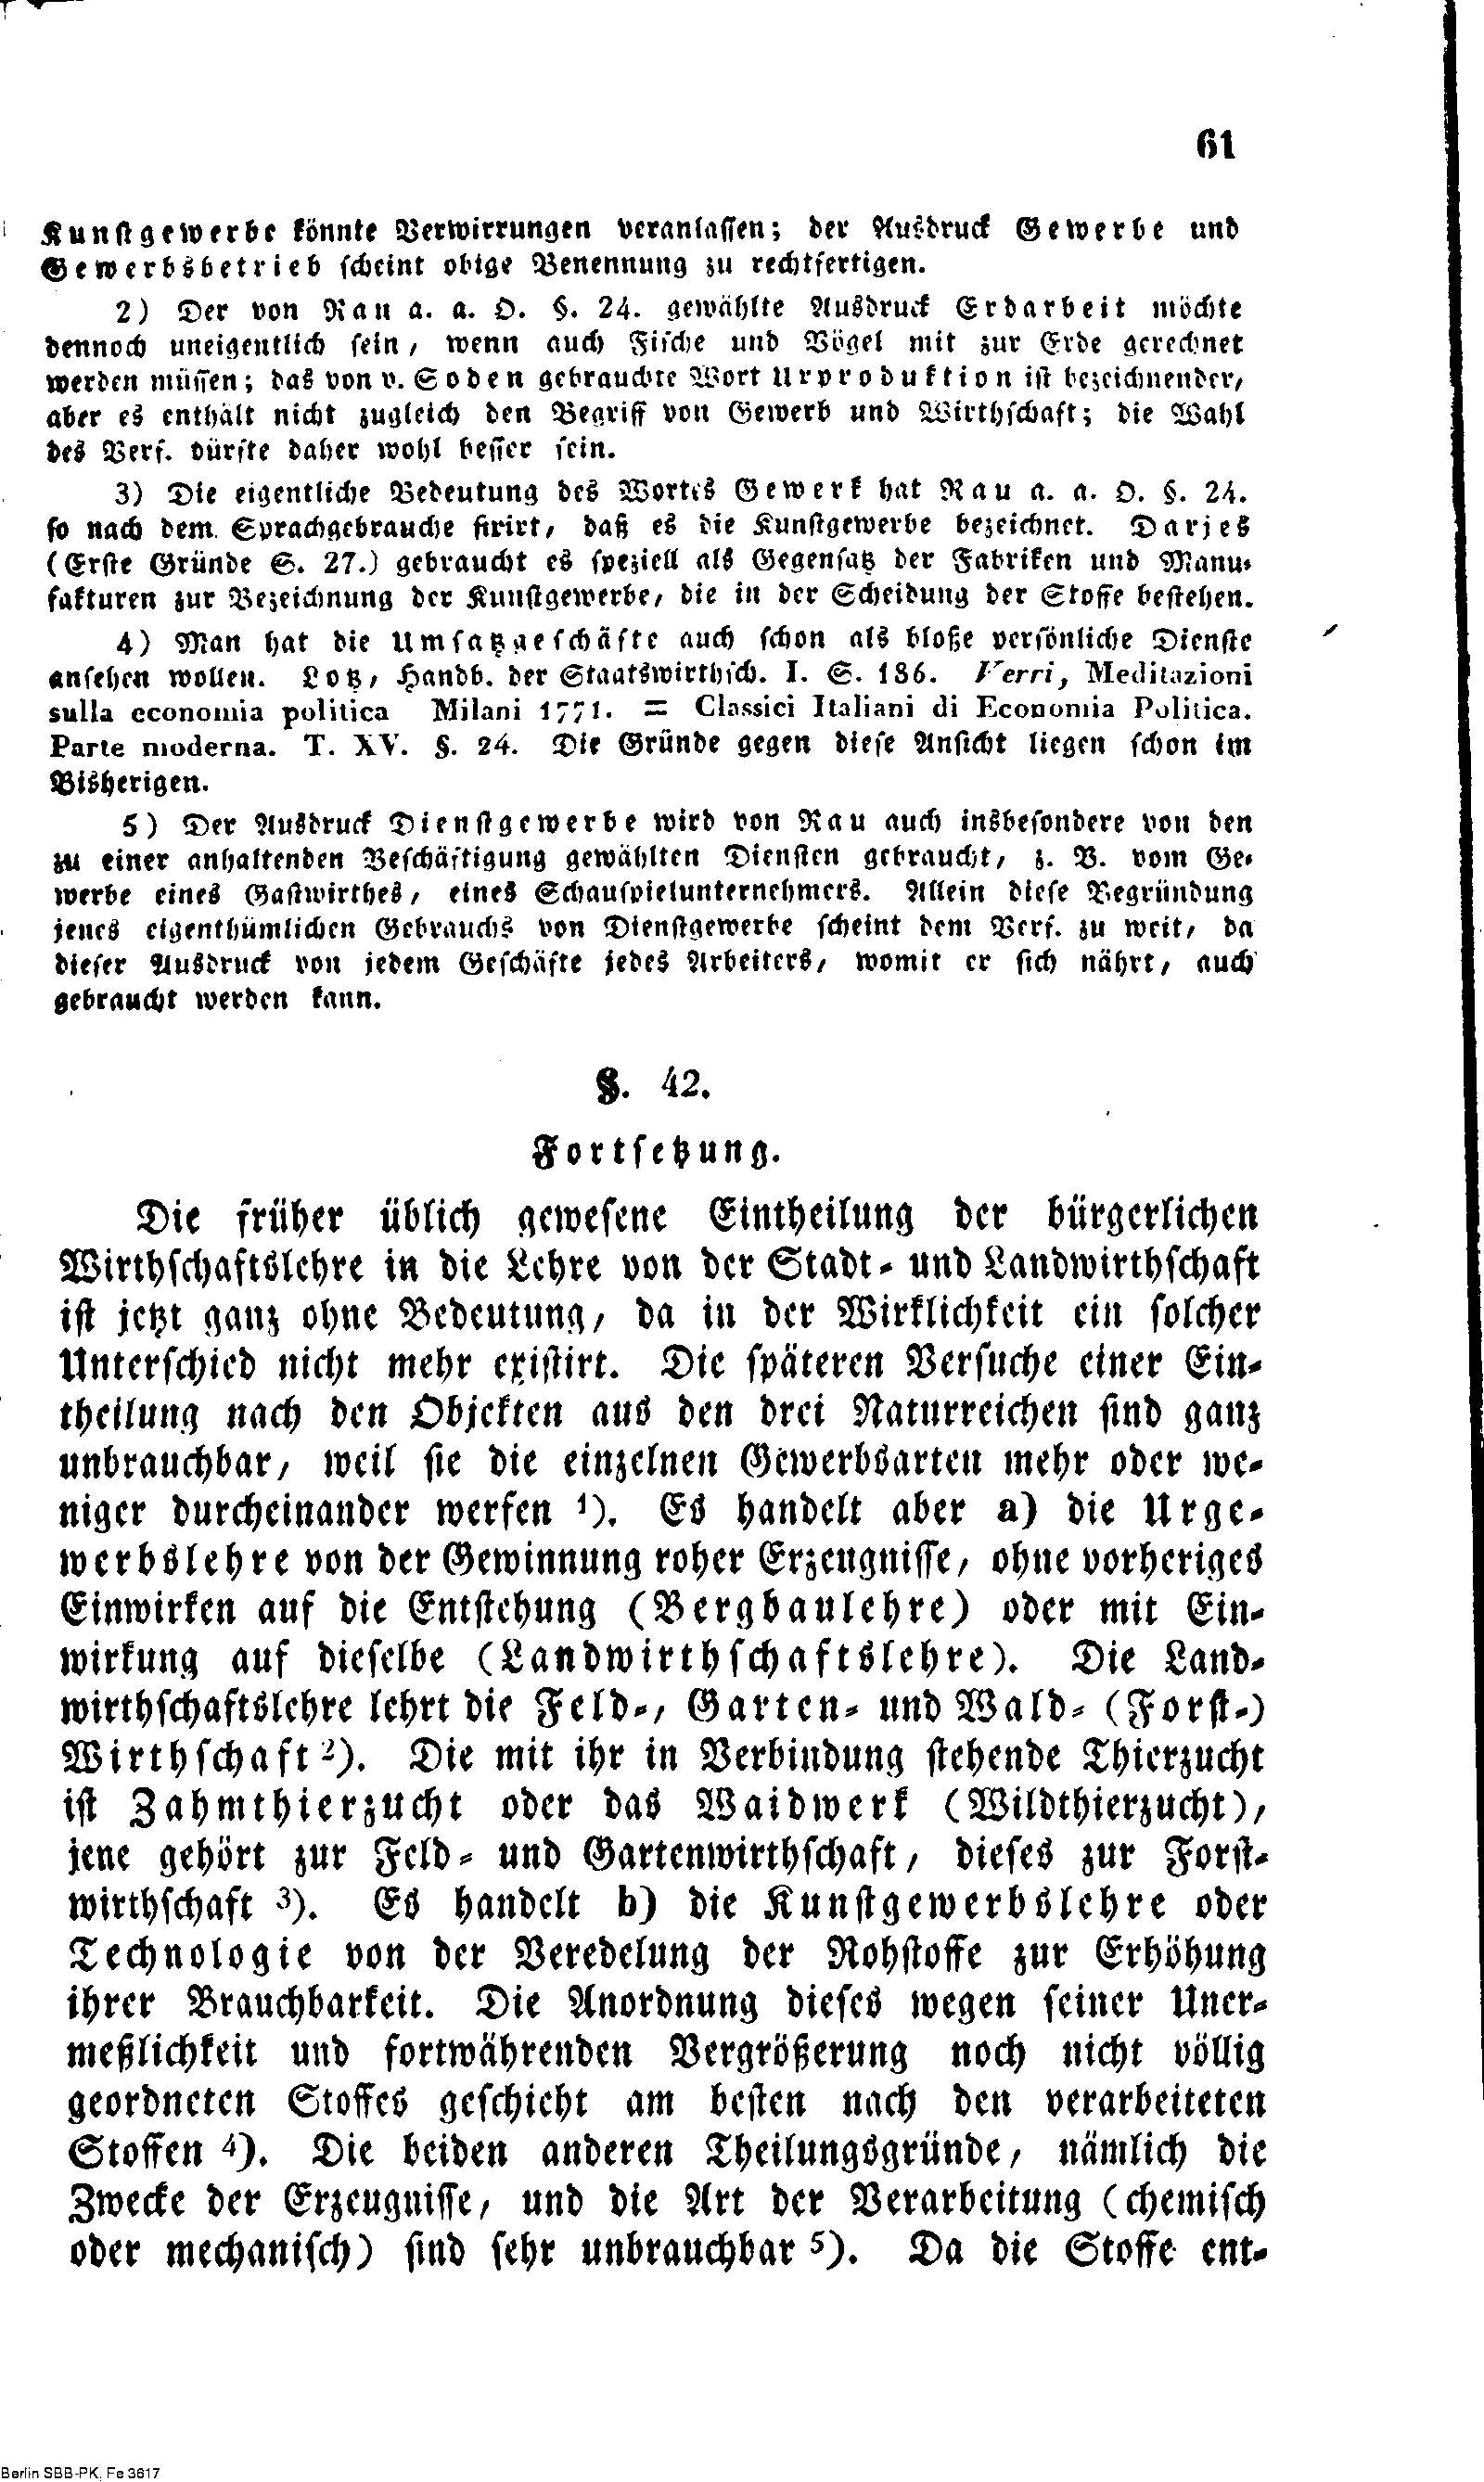 61
Kunstgewerbe könnte Verwirrungen veranlassen; der Ausdruck Gewerbe und
Gewerbsbetrieb scheint obige Benennung zu rechtfertigen.
2) Der von Rau a. a. O. §. 24. gewählte Ausdruck Erdarbeit möchte
dennoch uneigentlich sein, wenn auch Fische und Vögel mit zur Erde gerechnet
werden müssen; das von v. Soden gebrauchte Wort Urproduktion ist bezeichnender,
aber es enthält nicht zugleich den Begriff von Gewerb und Wirthschaft; die Wahl
des Verf. dürfte daher wohl besser sein.
3) Die eigentliche Bedeutung des Wortes Gewerk hat Rau a. a. O. §. 24.
so nach dem Sprachgebrauche fixirt, daß es die Kunstgewerbe bezeichnet. Darjes
(Erste Gründe S. 27.) gebraucht es speziell als Gegensatz der Fabriken und Manu-
fakturen zur Bezeichnung der Kunstgewerbe, die in der Scheidung der Stoffe bestehen.
4) Man hat die Umsatzgeschäfte auch schon als bloße persönliche Dienste
ansehen wollen. Lotz, Handb. der Staatswirthsch. I. S. 186. Verri, Meditazioni
sulla economia politica Milani 1771. = Classici Italiani di Economia Politica.
Parte moderna. T. XV. §. 24. Die Gründe gegen diese Ansicht liegen schon im
Bisherigen.
5) Der Ausdruck Dienstgewerbe wird von Rau auch insbesondere von den
zu einer anhaltenden Beschäftigung gewählten Diensten gebraucht, z. B. vom Ge-
werbe eines Gastwirthes, eines Schauspielunternehmers. Allein diese Begründung
jenes eigenthümlichen Gebrauchs von Dienstgewerbe scheint dem Verf. zu weit, da
dieser Ausdruck von jedem Geschäfte jedes Arbeiters, womit er sich nährt, auch
gebraucht werden kann.
§. 42.
Fortsetzung.
Die früher üblich gewesene Eintheilung der bürgerlichen
Wirthschaftslehre in die Lehre von der Stadt- und Landwirthschaft
ist jetzt ganz ohne Bedeutung, da in der Wirklichkeit ein solcher
Unterschied nicht mehr existirt. Die späteren Versuche einer Ein-
theilung nach den Objekten aus den drei Naturreichen sind ganz
unbrauchbar, weil sie die einzelnen Gewerbsarten mehr oder we-
niger durcheinander werfen 1). Es handelt aber a) die Urge-
werbslehre von der Gewinnung roher Erzeugnisse, ohne vorheriges
Einwirken auf die Entstehung (Bergbaulehre) oder mit Ein-
wirkung auf dieselbe (Landwirthschaftslehre). Die Land-
wirthschaftslehre lehrt die Feld-, Garten- und Wald- (Forst-)
Wirthschaft 2). Die mit ihr in Verbindung stehende Thierzucht
ist Zahmthierzucht oder das Waidwerk (Wildthierzucht),
jene gehört zur Feld- und Gartenwirthschaft, dieses zur Forst-
wirthschaft 3). Es handelt b) die Kunstgewerbslehre oder
Technologie von der Veredelung der Rohstoffe zur Erhöhung
ihrer Brauchbarkeit. Die Anordnung dieses wegen seiner Uner-
meßlichkeit und fortwährenden Vergrößerung noch nicht völlig
geordneten Stoffes geschieht am besten nach den verarbeiteten
Stoffen 4). Die beiden anderen Theilungsgründe, nämlich die
Zwecke der Erzeugnisse, und die Art der Verarbeitung (chemisch
oder mechanisch) sind sehr unbrauchbar 5). Da die Stoffe ent-
Berlin SBB-PK, Fe 3617